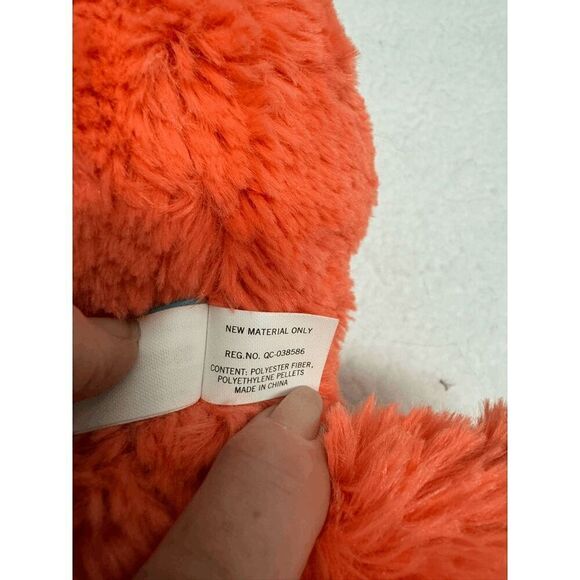 NEW MATERIAL ONLY
REG.NO. QC-038586
CONTENT: POLYESTER FIBER,
POLYETHYLENE PELLETS
MADE IN CHINA